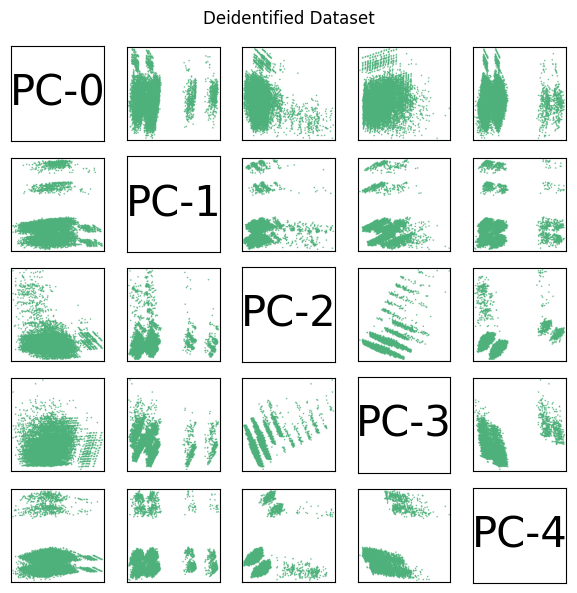 Deidentified Dataset
PC-0
PC-1
PC-2
PC-3
PC-4